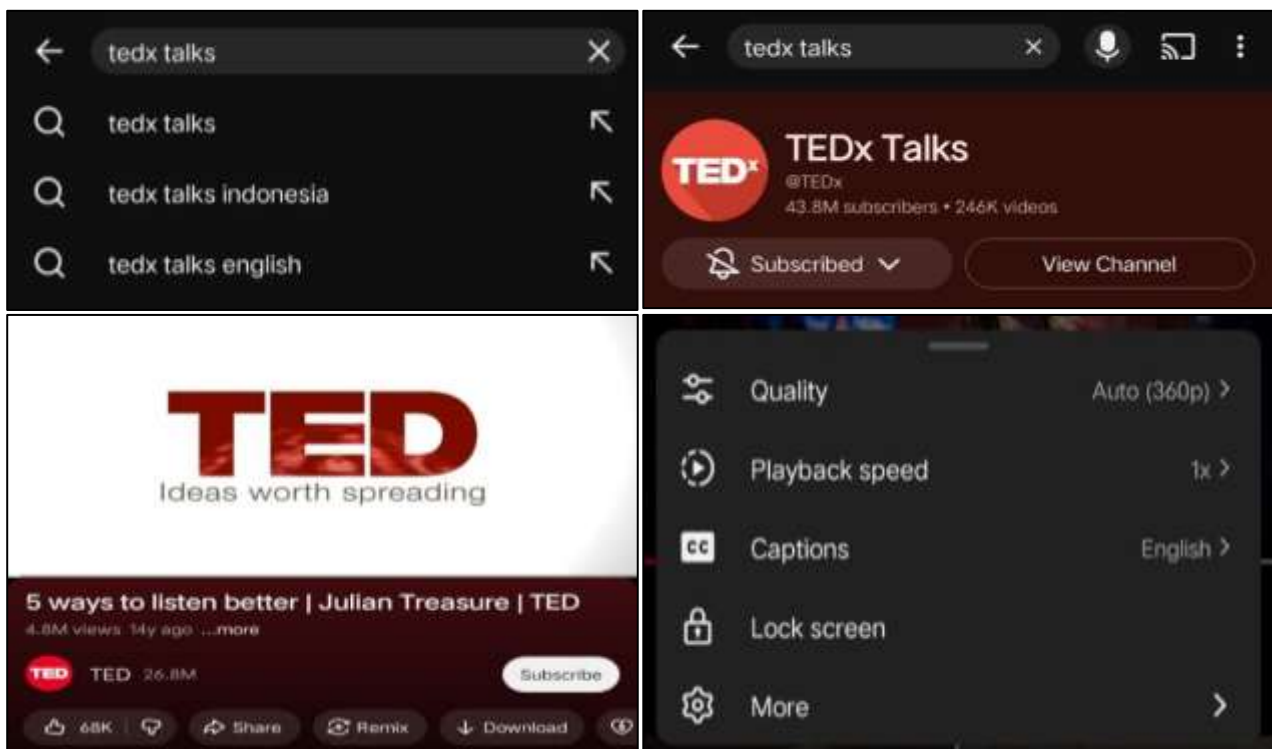 tedx talks
tedx talks
tedx talks indonesia
tedx talks english
tedx talks
TEDx
TEDx Talks
@TEDx
43.8M subscribers • 246K videos
Subscribed
View Channel
TED
Ideas worth spreading
5 ways to listen better | Julian Treasure | TED
4.8M views 14y ago ...more
TED TED 26.8M Subscribe
68K Share Remix Download
Quality Auto (360p)
Playback speed 1x
CC Captions English
Lock screen
More